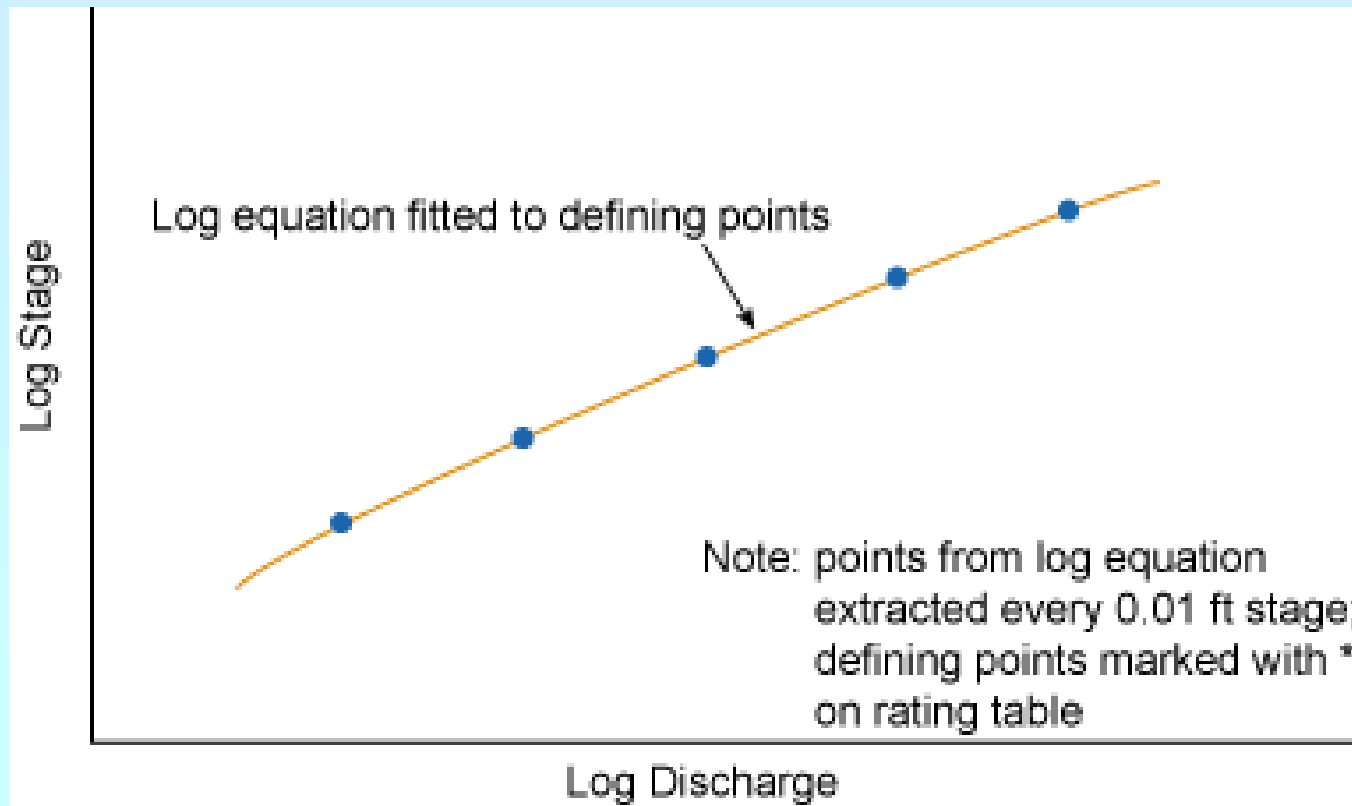 Log equation fitted to defining points
Log Stage
Note: points from log equation
extracted every 0.01 ft stage;
defining points marked with *
on rating table
Log Discharge